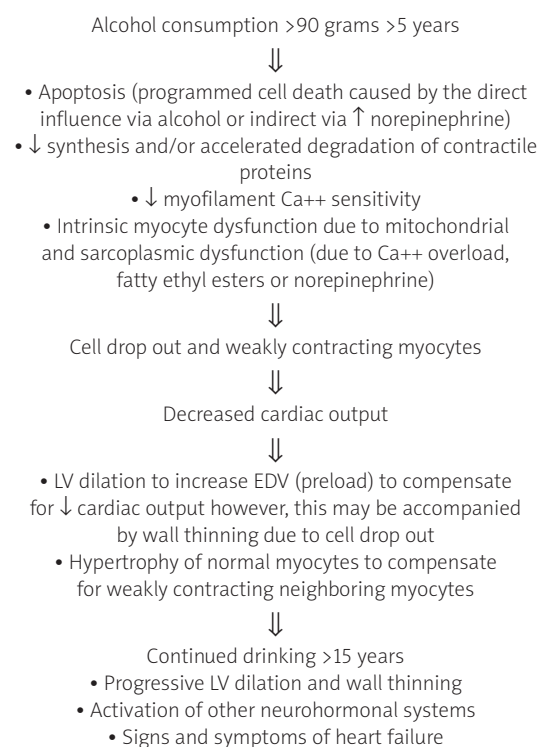 Alcohol consumption >90 grams >5 years
⇓
• Apoptosis (programmed cell death caused by the direct
influence via alcohol or indirect via ↑ norepinephrine)
• ↓ synthesis and/or accelerated degradation of contractile
proteins
• ↓ myofilament Ca++ sensitivity
• Intrinsic myocyte dysfunction due to mitochondrial
and sarcoplasmic dysfunction (due to Ca++ overload,
fatty ethyl esters or norepinephrine)
⇓
Cell drop out and weakly contracting myocytes
⇓
Decreased cardiac output
⇓
• LV dilation to increase EDV (preload) to compensate
for ↓ cardiac output however, this may be accompanied
by wall thinning due to cell drop out
• Hypertrophy of normal myocytes to compensate
for weakly contracting neighboring myocytes
⇓
Continued drinking >15 years
• Progressive LV dilation and wall thinning
• Activation of other neurohormonal systems
• Signs and symptoms of heart failure